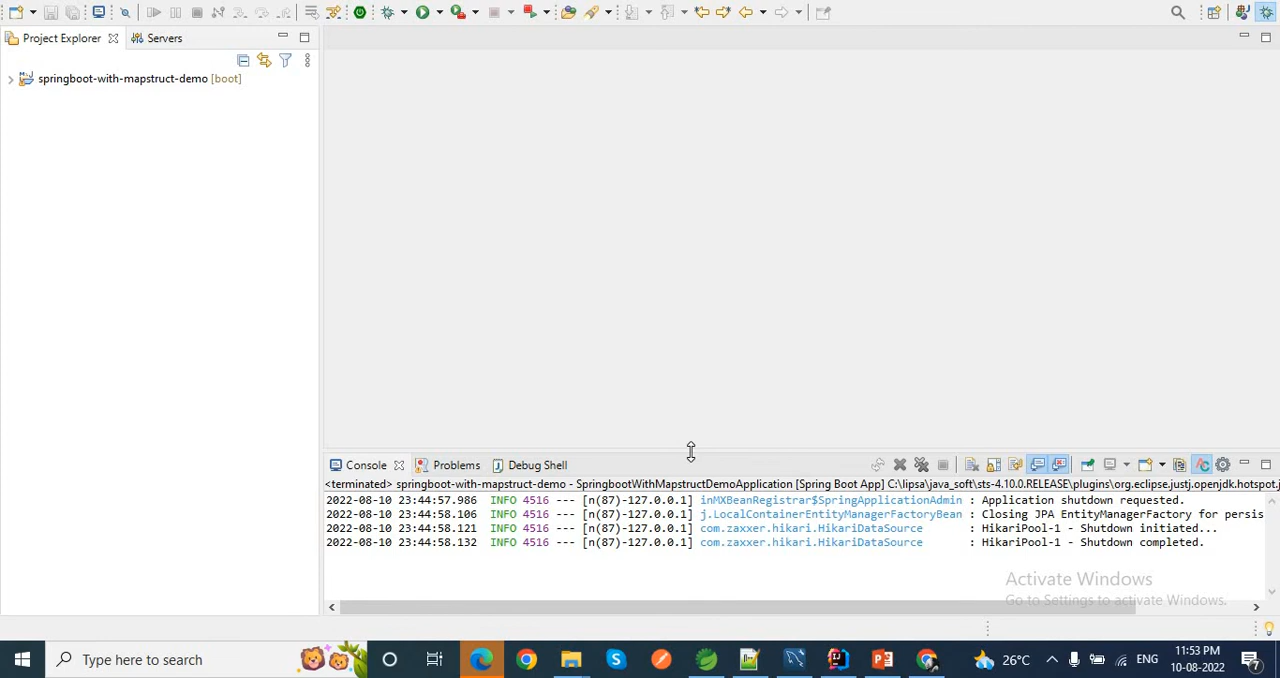 Project Explorer
Servers
springboot-with-mapstruct-demo [boot]
Console
Problems
Debug Shell
<terminated> springboot-with-mapstruct-demo - SpringbootWithMapstructDemoApplication [Spring Boot App] C:\lipsa\java_soft\sts-4.10.0.RELEASE\plugins\org.eclipse.justj.openjdk.hotspot.j
2022-08-10 23:44:57.986 INFO 4516 --- [n(87)-127.0.0.1] inMXBeanRegistrar$SpringApplicationAdmin : Application shutdown requested.
2022-08-10 23:44:58.106 INFO 4516 --- [n(87)-127.0.0.1] j.LocalContainerEntityManagerFactoryBean : Closing JPA EntityManagerFactory for persis
2022-08-10 23:44:58.121 INFO 4516 --- [n(87)-127.0.0.1] com.zaxxer.hikari.HikariDataSource : HikariPool-1 - Shutdown initiated...
2022-08-10 23:44:58.132 INFO 4516 --- [n(87)-127.0.0.1] com.zaxxer.hikari.HikariDataSource : HikariPool-1 - Shutdown completed.
Activate Windows
Go to Settings to activate Windows.
Type here to search
26°C
ENG
11:53 PM
10-08-2022
7